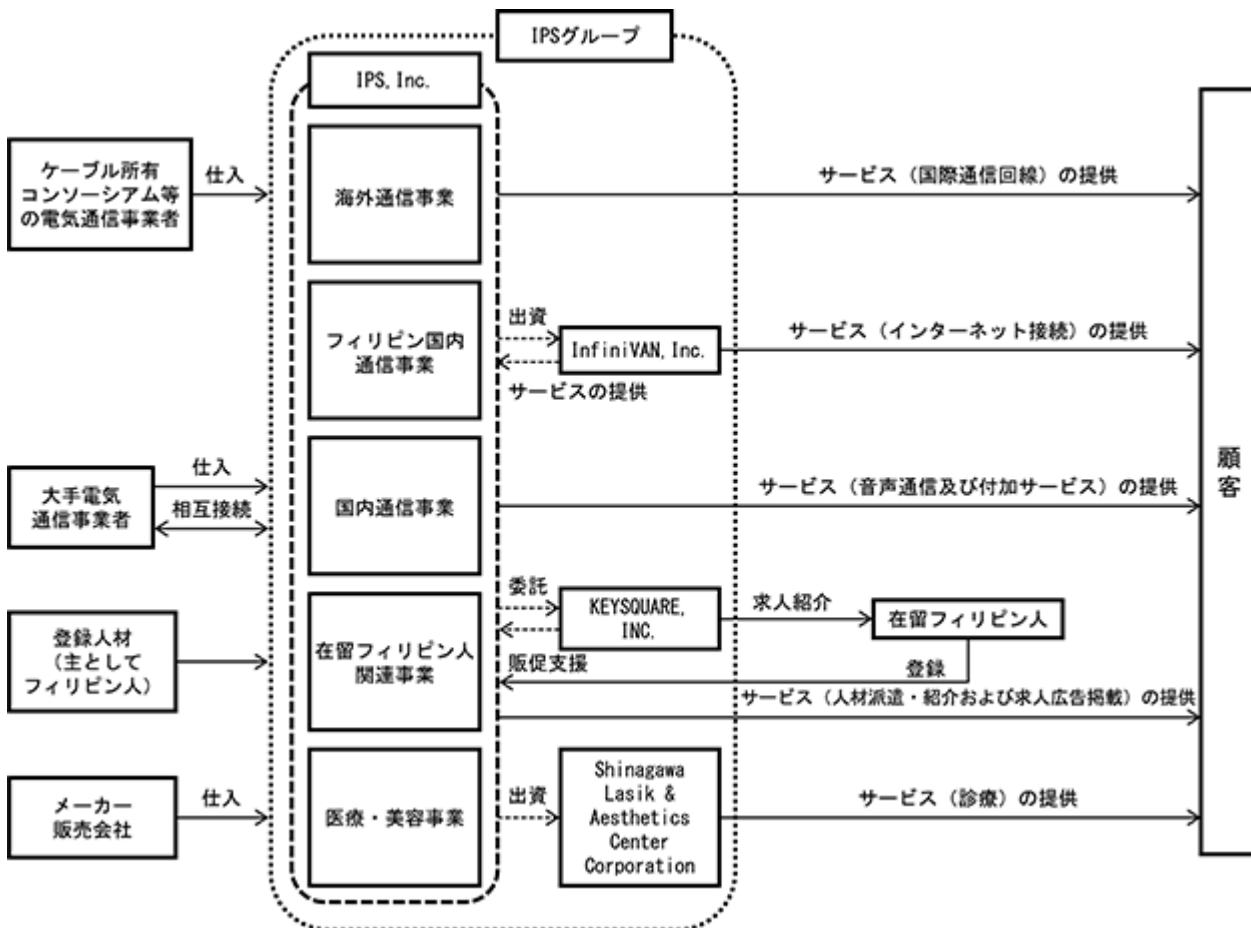 IPSグループ
IPS, Inc.
ケーブル所有
コンソーシアム等
の電気通信事業者
仕入
海外通信事業
サービス（国際通信回線）の提供
フィリピン国内
通信事業
出資
InfiniVAN, Inc.
サービスの提供
サービス（インターネット接続）の提供
大手電気
通信事業者
仕入
相互接続
国内通信事業
サービス（音声通信及び付加サービス）の提供
登録人材
（主として
フィリピン人）
在留フィリピン人
関連事業
委託
KEYSQUARE,
INC.
販促支援
求人紹介
在留フィリピン人
登録
サービス（人材派遣・紹介および求人広告掲載）の提供
メーカー
販売会社
仕入
医療・美容事業
出資
Shinagawa
Lasik &
Aesthetics
Center
Corporation
サービス（診療）の提供
顧客